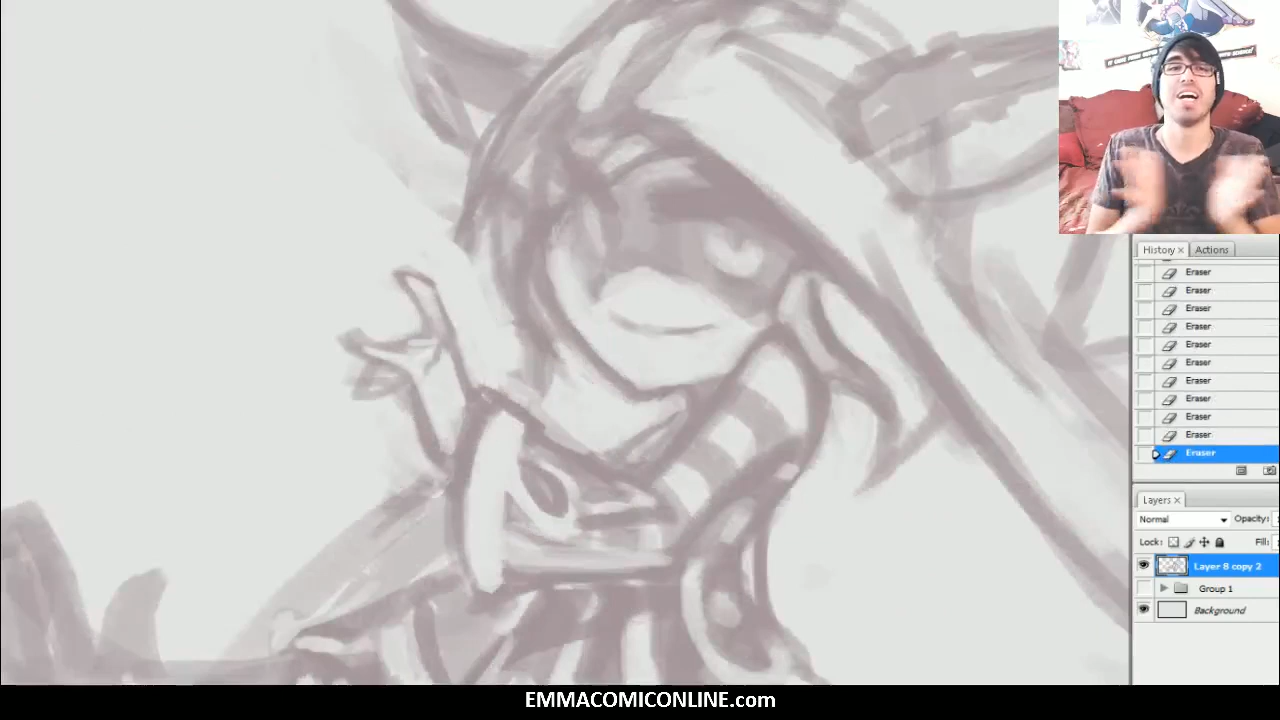 History
Actions
Eraser
Eraser
Eraser
Eraser
Eraser
Eraser
Eraser
Eraser
Eraser
Eraser
Eraser
Layers
Normal
Opacity:
Lock:
Fill:
Layer 8 copy 2
Group 1
Background
EMMACOMICONLINE.com